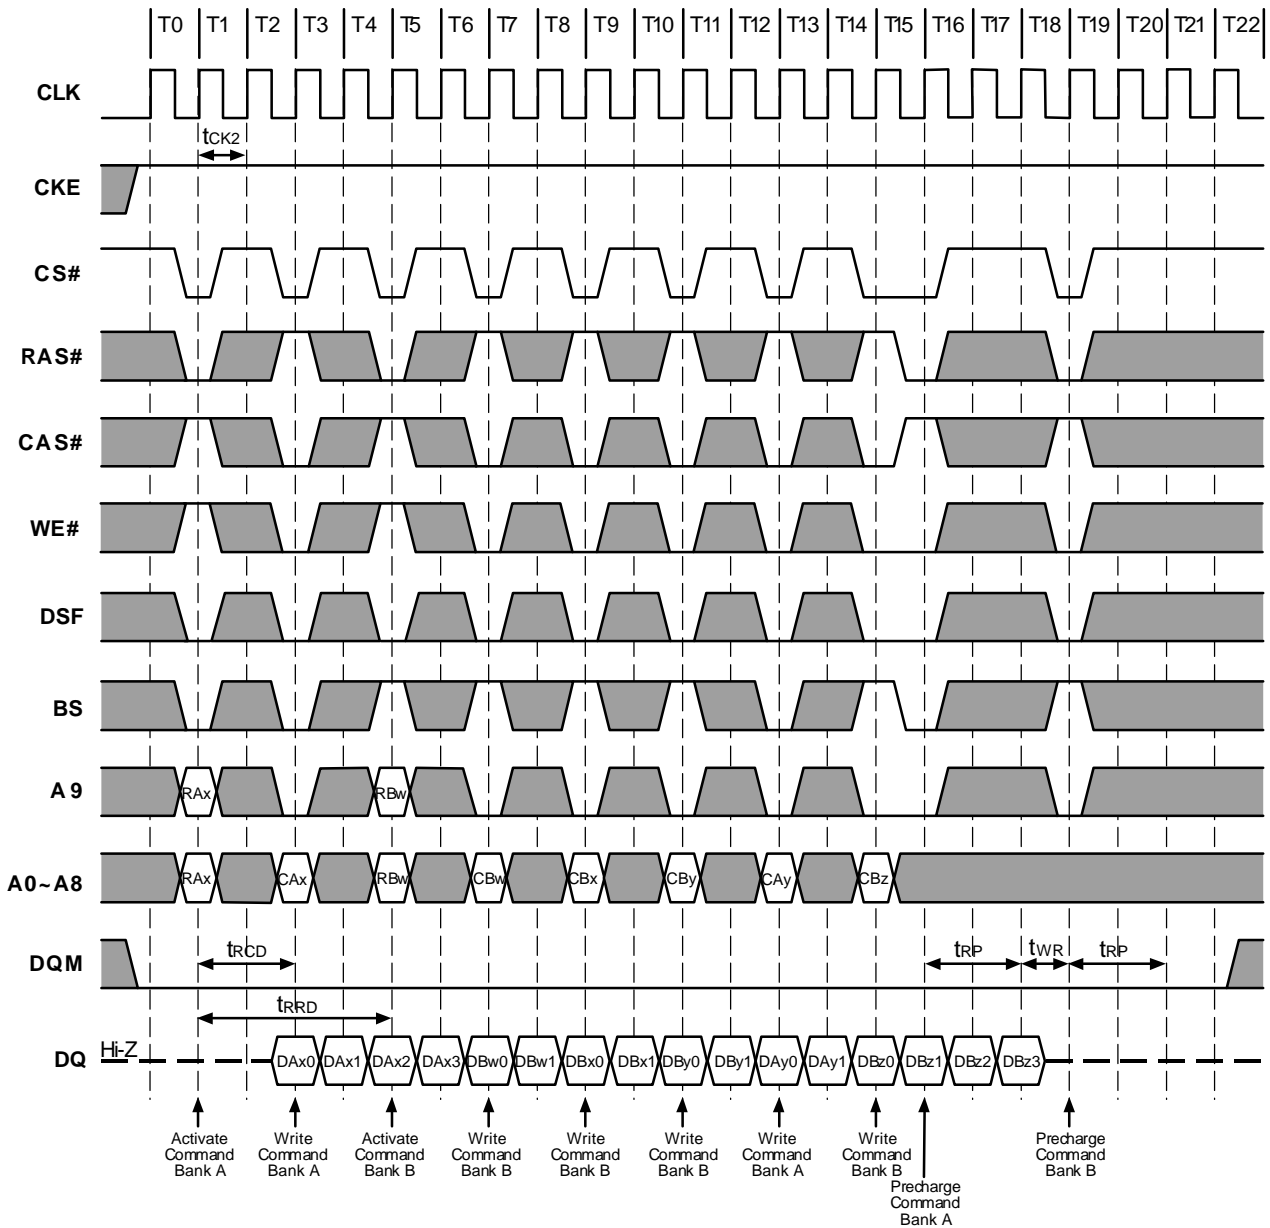 T0 T1 T2 T3 T4 T5 T6 T7 T8 T9 T10 T11 T12 T13 T14 T15 T16 T17 T18 T19 T20 T21 T22
CLK
tCK2
CKE
CS#
RAS#
CAS#
WE#
DSF
BS
A9
RAx RBw
A0~A8
RAx CAx RBw CBw CBx CBy CAy CBz
DQM
tRCD tRP tWR tRP
tRRD
DQ
Hi-Z
DAx0 DAx1 DAx2 DAx3 DBw0 DBw1 DBx0 DBx1 DBy0 DBy1 DAy0 DAy1 DBz0 DBz1 DBz2 DBz3
Activate
Command
Bank A
Write
Command
Bank A
Activate
Command
Bank B
Write
Command
Bank B
Write
Command
Bank B
Write
Command
Bank B
Write
Command
Bank A
Write
Command
Bank B
Precharge
Command
Bank A
Precharge
Command
Bank B